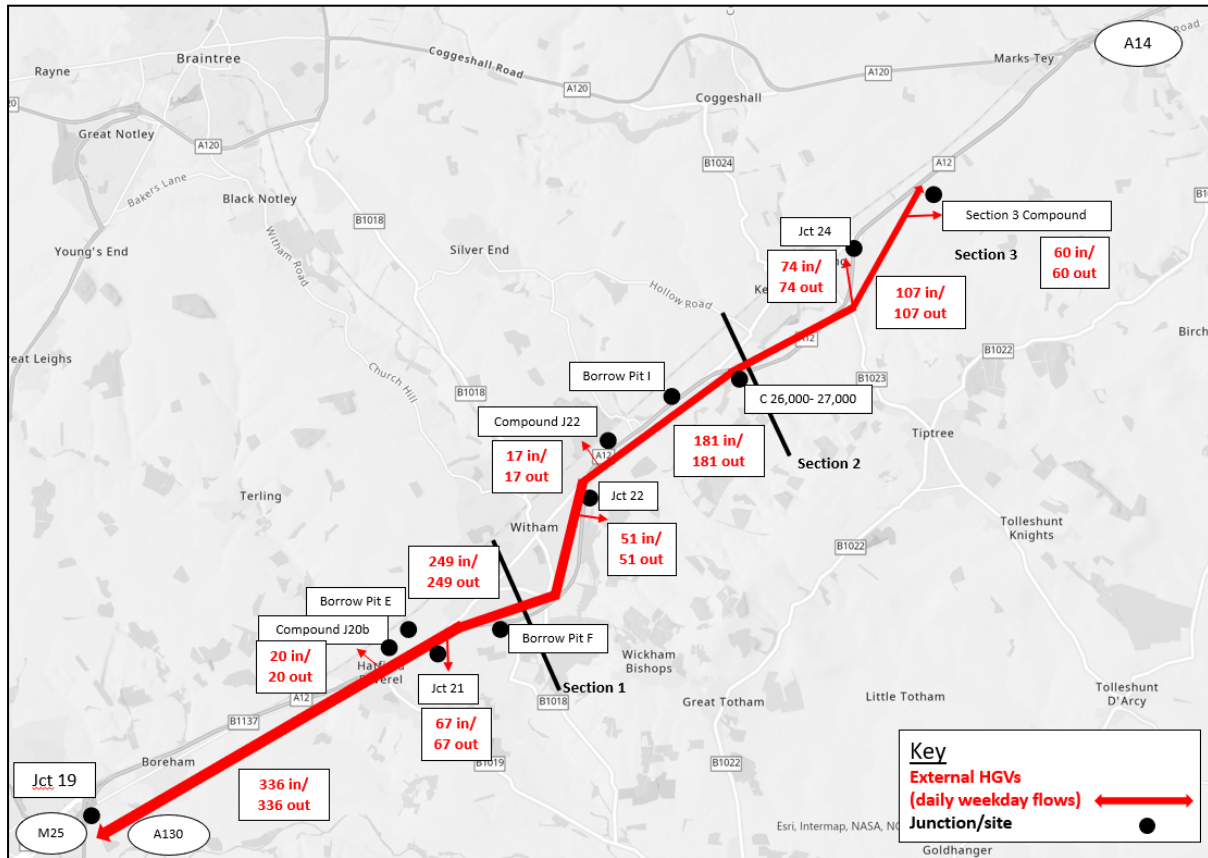 A14
Road
Marks Tey
Braintree
Rayne
Coggeshall Road
A120
A120
Coggeshall
Great Notley
A120
Bakers Lane
Black Notley
Witham Road
B1018
B1024
A12
Young's End
Silver End
Hollow Road
Jct 24
74 in/
74 out
Section 3 Compound
Section 3
60 in/
60 out
107 in/
107 out
A12
B1022
B1023
Church Hill
B1018
Borrow Pit I
C 26,000- 27,000
Compound J22
17 in/
17 out
A12
181 in/
181 out
Section 2
Tiptree
Jct 22
Terling
Witham
51 in/
51 out
Tolleshunt
Knights
B1022
249 in/
249 out
Borrow Pit E
Compound J20b
20 in/
20 out
Borrow Pit F
Wickham
Bishops
Section 1
Jct 21
67 in/
67 out
B1018
Great Totham
Little Totham
Tolleshunt
D'Arcy
A12
B1137
Boreham
B1019
B1022
Jct 19
336 in/
336 out
M25
A130
Key
External HGVs
(daily weekday flows)
Junction/site
Esri, Intermap, NASA,
Goldhanger